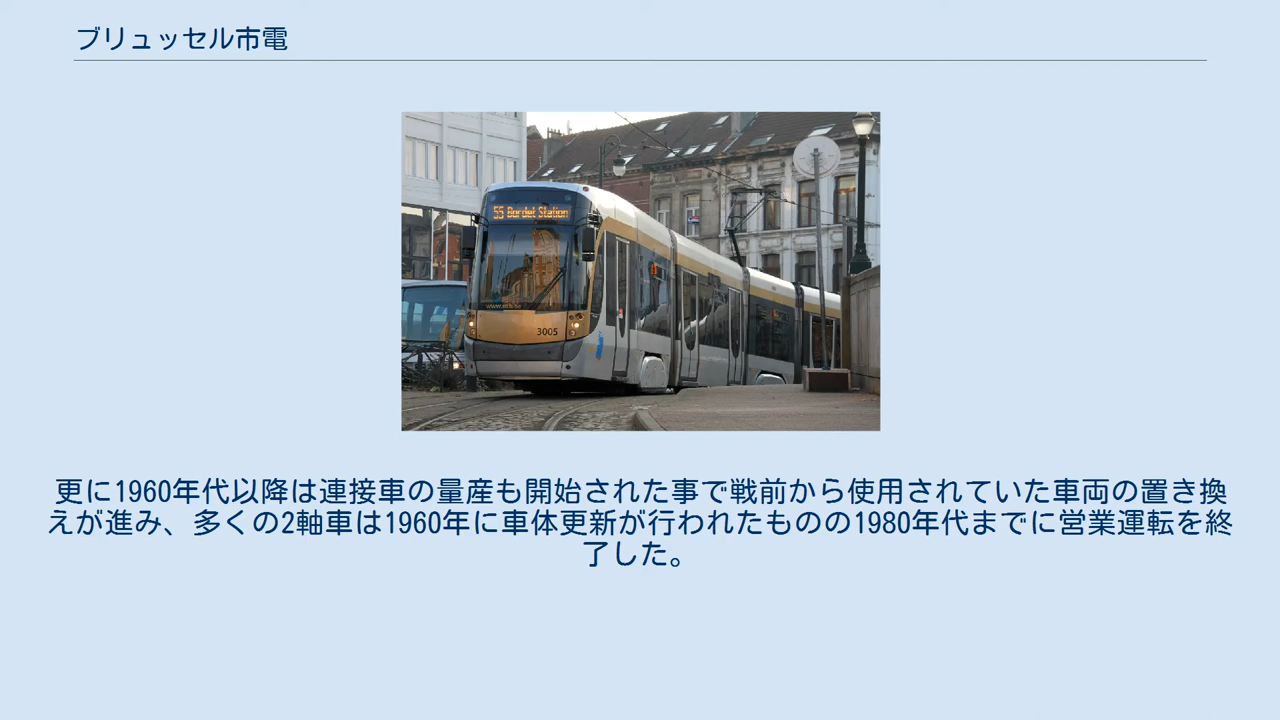 ブリュッセル市電
55 Bordet Station
3005
更に1960年代以降は連接車の量産も開始された事で戦前から使用されていた車両の置き換
えが進み、多くの2軸車は1960年に車体更新が行われたものの1980年代までに営業運転を終
了した。